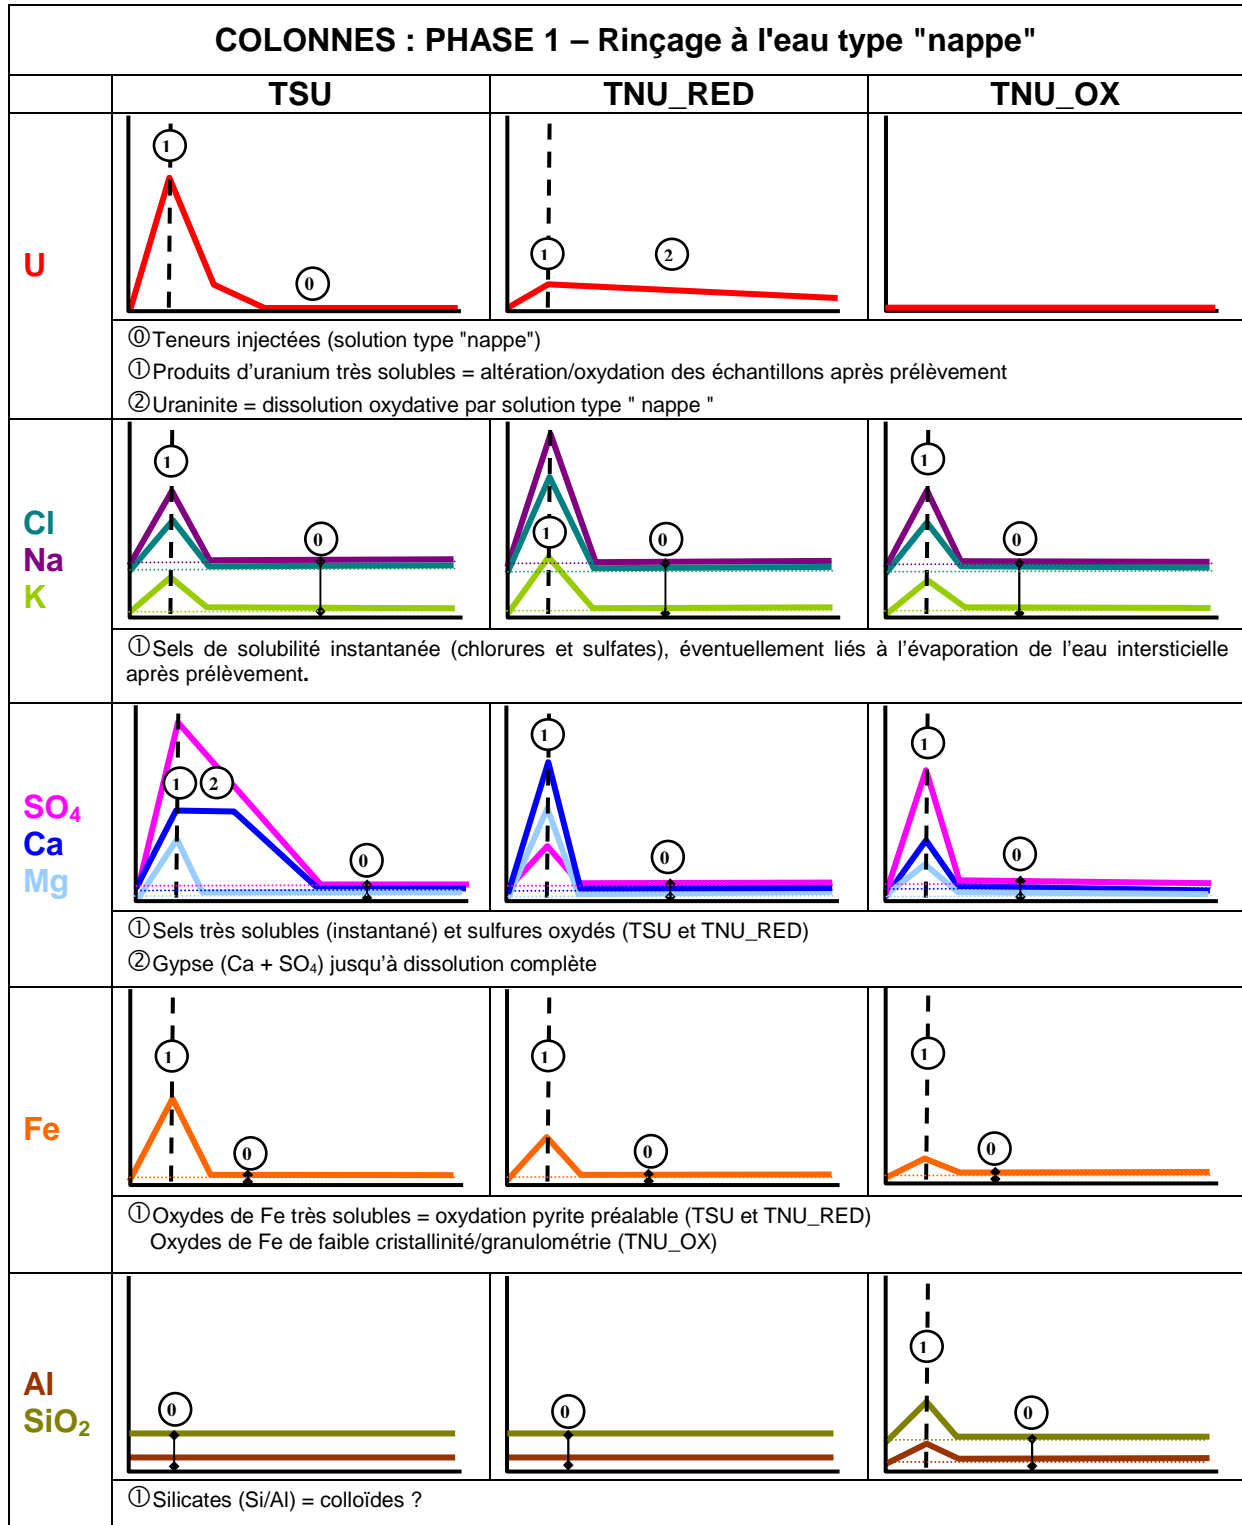 COLONNES : PHASE 1 – Rinçage à l'eau type "nappe"
TSU TNU_RED TNU_OX
U
1 0
1 2
⓪Teneurs injectées (solution type "nappe")
①Produits d'uranium très solubles = altération/oxydation des échantillons après prélèvement
②Uraninite = dissolution oxydative par solution type " nappe "
Cl
Na
K
1 0
1 1 0
1 0
①Sels de solubilité instantanée (chlorures et sulfates), éventuellement liés à l'évaporation de l'eau intersticielle
après prélèvement.
SO₄
Ca
Mg
1 2 0
1 0
1 0
①Sels très solubles (instantané) et sulfures oxydés (TSU et TNU_RED)
②Gypse (Ca + SO₄) jusqu'à dissolution complète
Fe
1 0
1 0
1 0
①Oxydes de Fe très solubles = oxydation pyrite préalable (TSU et TNU_RED)
Oxydes de Fe de faible cristallinité/granulométrie (TNU_OX)
Al
SiO₂
0
0
1 0
①Silicates (Si/Al) = colloïdes ?